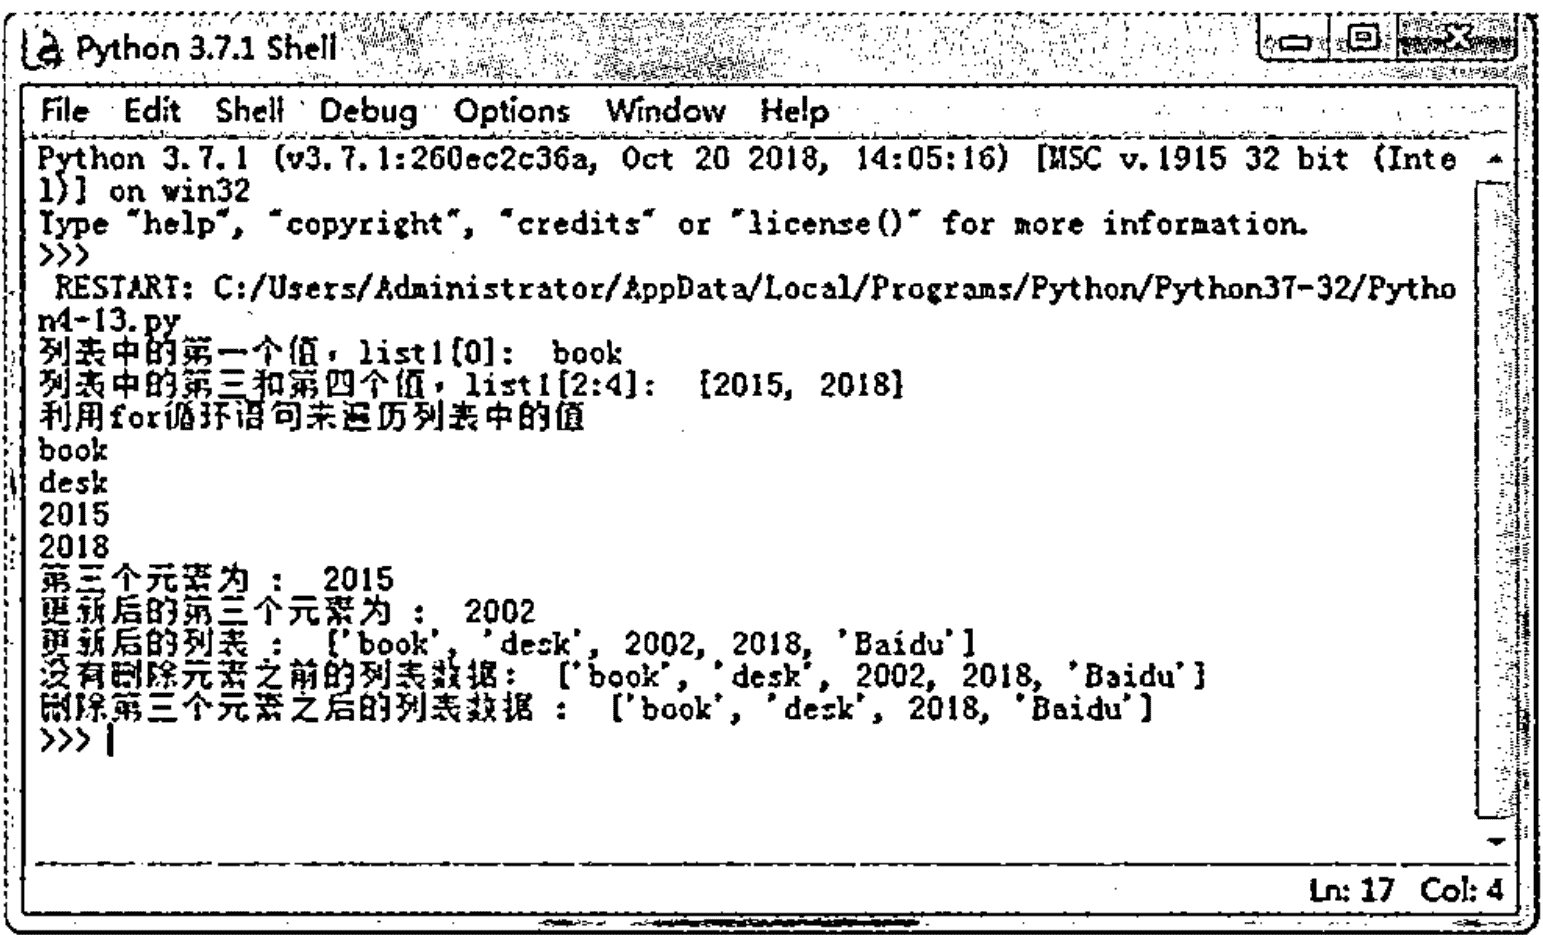 Python 3.7.1 Shell
File Edit Shell Debug Options Window Help
Python 3.7.1 (v3.7.1:260ec2c36a, Oct 20 2018, 14:05:16) [MSC v.1915 32 bit (Inte
l)] on win32
Type "help", "copyright", "credits" or "license()" for more information.
>>>
RESTART: C:/Users/Administrator/AppData/Local/Programs/Python/Python37-32/Pytho
n4-13.py
列表中的第一个值，list1[0]: book
列表中的第三和第四个值，list1[2:4]: [2015, 2018]
利用for循环语句来遍历列表中的值
book
desk
2015
2018
第三个元素为 : 2015
更新后的第三个元素为 : 2002
更新后的列表 : ['book', 'desk', 2002, 2018, 'Baidu']
没有删除元素之前的列表数据: ['book', 'desk', 2002, 2018, 'Baidu']
删除第三个元素之后的列表数据 : ['book', 'desk', 2018, 'Baidu']
>>>
Ln: 17 Col: 4